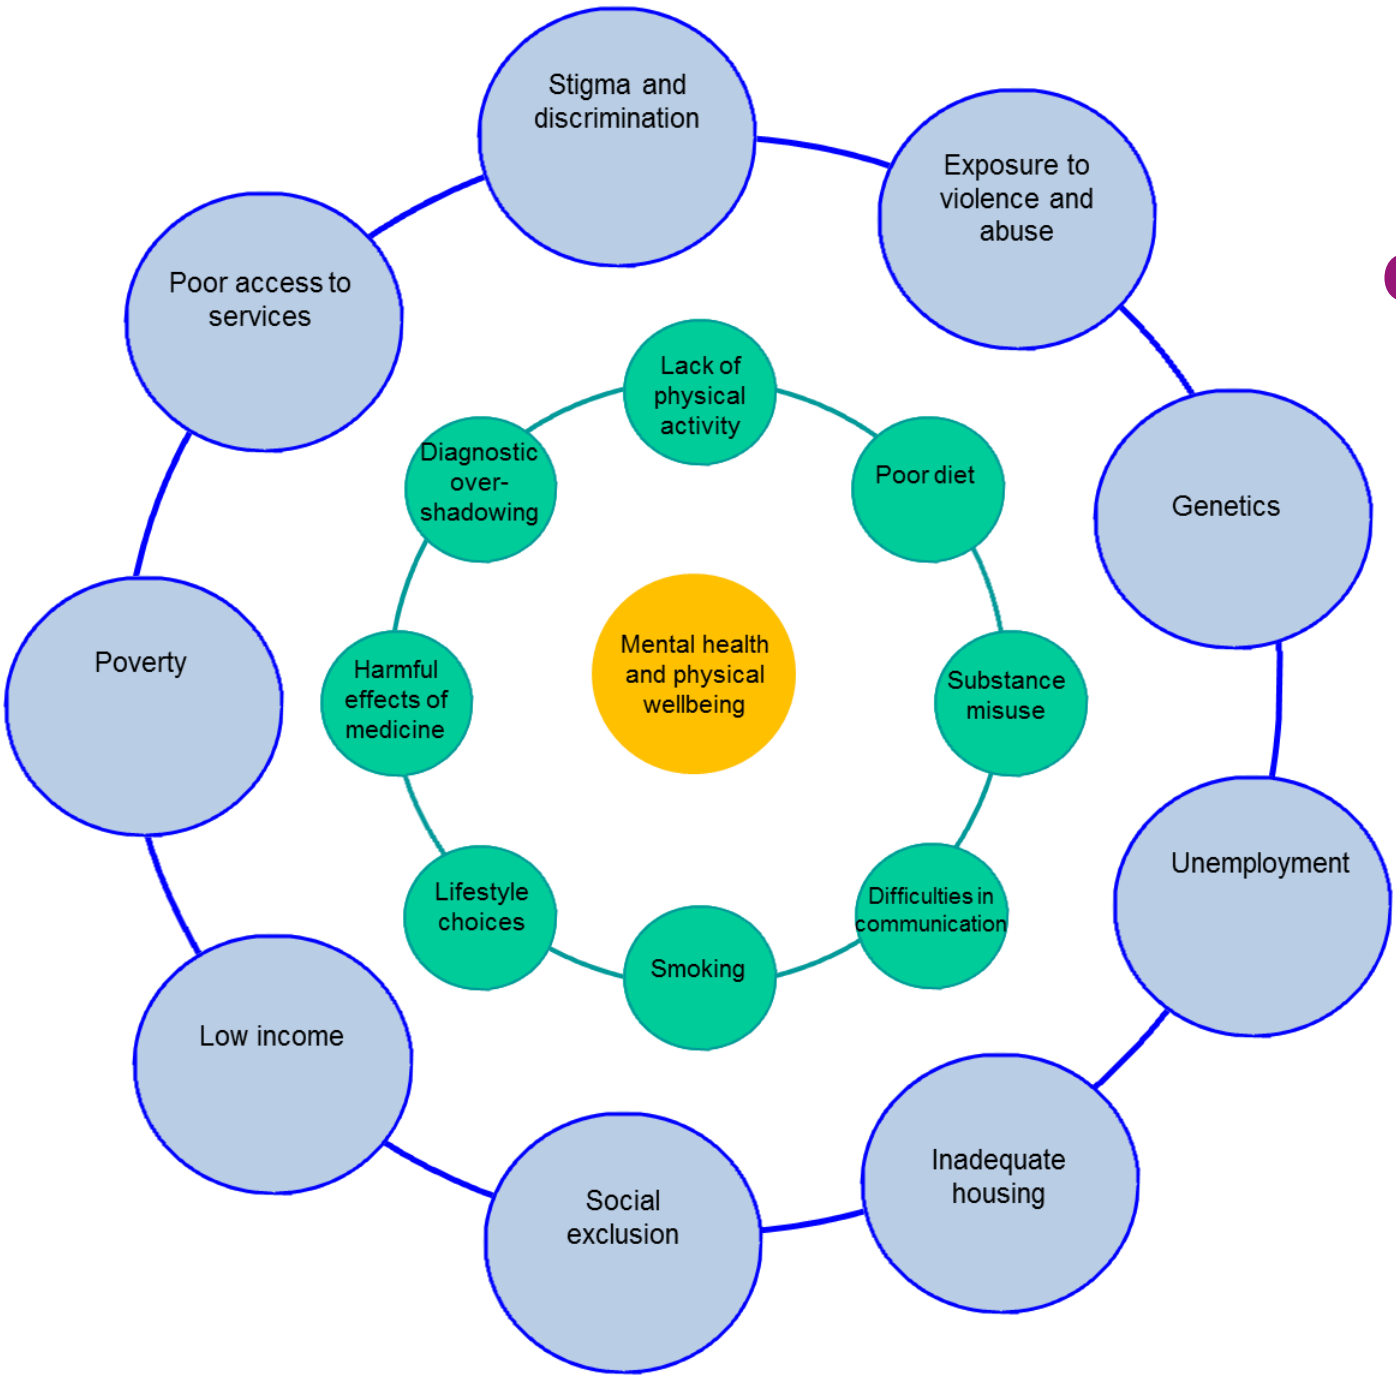 Stigma and
discrimination
Exposure to
violence and
abuse
Poor access to
services
Lack of
physical
activity
Diagnostic
over-
shadowing
Poor diet
Genetics
Mental health
and physical
wellbeing
Poverty
Harmful
effects of
medicine
Substance
misuse
Unemployment
Lifestyle
choices
Difficulties in
communication
Smoking
Low income
Inadequate
housing
Social
exclusion